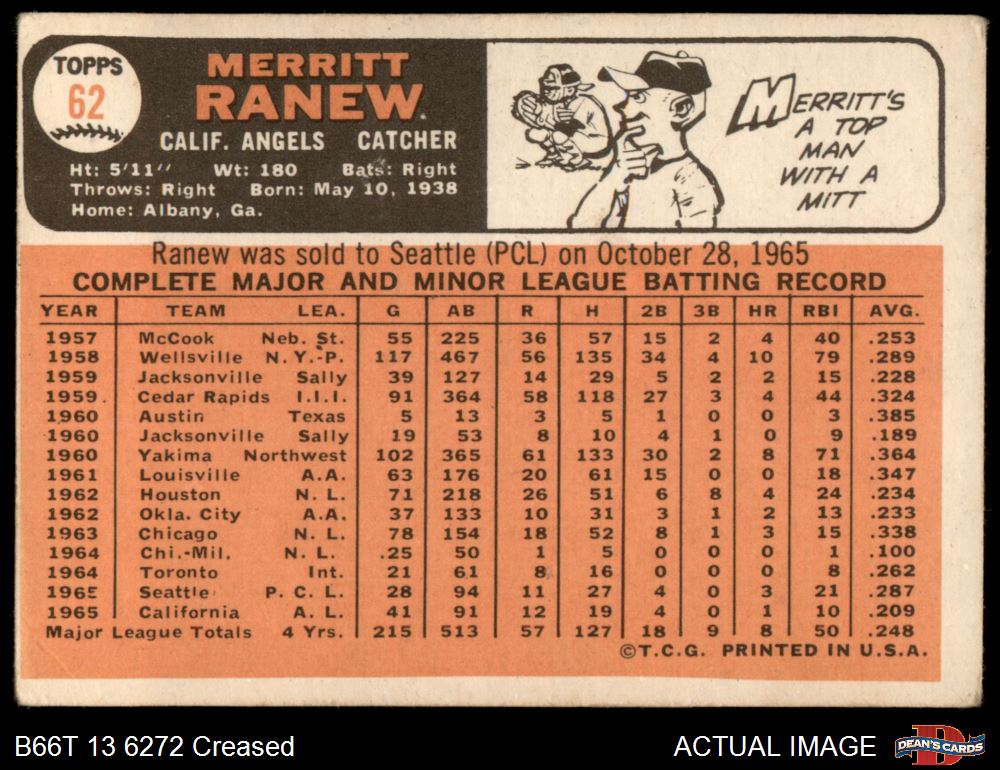 TOPPS
62
MERRITT
RANEW
CALIF. ANGELS CATCHER
Ht: 5'11" Wt: 180 Bats: Right
Throws: Right Born: May 10, 1938
Home: Albany, Ga.
MERRITT'S
A TOP
MAN
WITH A
MITT
Ranew was sold to Seattle (PCL) on October 28, 1965
COMPLETE MAJOR AND MINOR LEAGUE BATTING RECORD
YEAR TEAM LEA. G AB R H 2B 3B HR RBI AVG.
1957 McCook Neb. St. 55 225 36 57 15 2 4 40 .253
1958 Wellsville N.Y.-P. 117 467 56 135 34 4 10 79 .289
1959 Jacksonville Sally 39 127 14 29 5 2 2 15 .228
1959 Cedar Rapids I.I.I. 91 364 58 118 27 3 4 44 .324
1960 Austin Texas 5 13 3 5 1 0 0 3 .385
1960 Jacksonville Sally 19 53 8 10 4 1 0 9 .189
1960 Yakima Northwest 102 365 61 133 30 2 8 71 .364
1961 Louisville A.A. 63 176 20 61 15 0 0 18 .347
1962 Houston N. L. 71 218 26 51 6 8 4 24 .234
1962 Okla. City A.A. 37 133 10 31 3 1 2 13 .233
1963 Chicago N. L. 78 154 18 52 8 1 3 15 .338
1964 Chi.-Mil. N. L. .25 50 1 5 0 0 0 1 .100
1964 Toronto Int. 21 61 8 16 0 0 0 8 .262
1965 Seattle P. C. L. 28 94 11 27 4 0 3 21 .287
1965 California A. L. 41 91 12 19 4 0 1 10 .209
Major League Totals 4 Yrs. 215 513 57 127 18 9 8 50 .248
©T.C.G. PRINTED IN U.S.A.
B66T 13 6272 Creased
ACTUAL IMAGE
D
DEAN'S CARDS